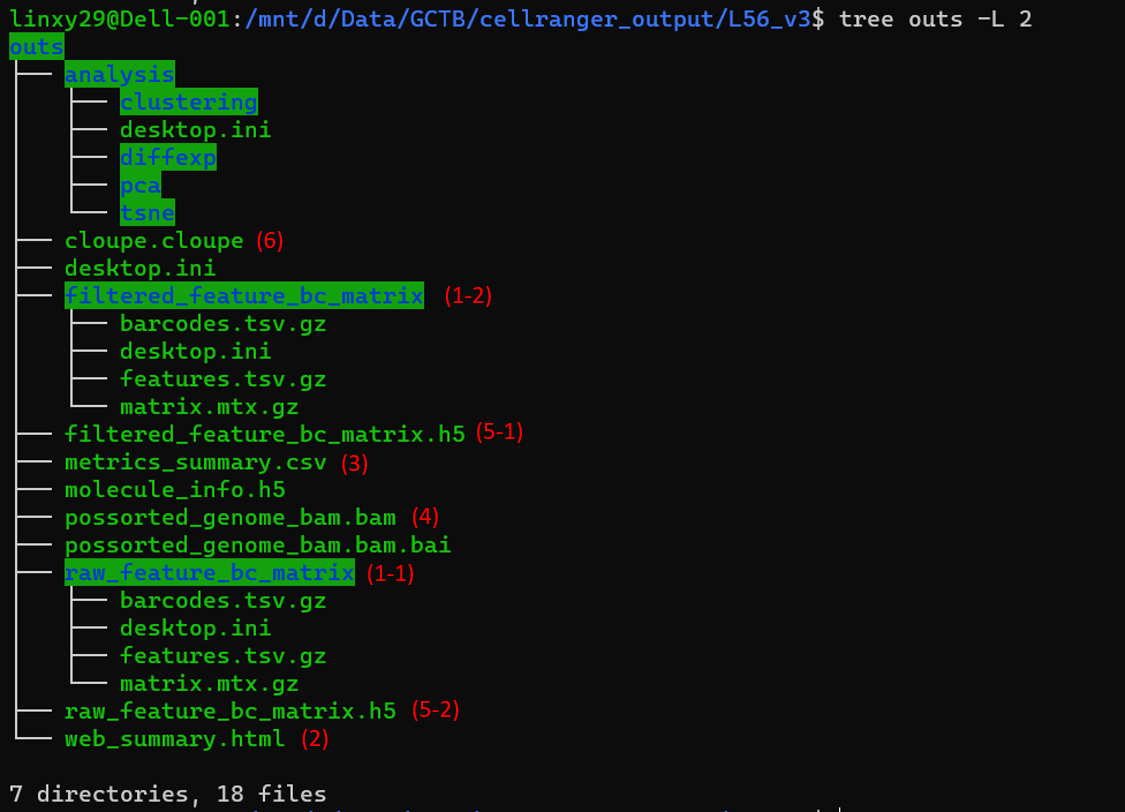 linxy29@Dell-001:/mnt/d/Data/GCTB/cellranger_output/L56_v3$ tree outs -L 2
outs
analysis
clustering
desktop.ini
diffexp
pca
tsne
cloupe.cloupe (6)
desktop.ini
filtered_feature_bc_matrix (1-2)
barcodes.tsv.gz
desktop.ini
features.tsv.gz
matrix.mtx.gz
filtered_feature_bc_matrix.h5 (5-1)
metrics_summary.csv (3)
molecule_info.h5
possorted_genome_bam.bam (4)
possorted_genome_bam.bam.bai
raw_feature_bc_matrix (1-1)
barcodes.tsv.gz
desktop.ini
features.tsv.gz
matrix.mtx.gz
raw_feature_bc_matrix.h5 (5-2)
web_summary.html (2)
7 directories, 18 files